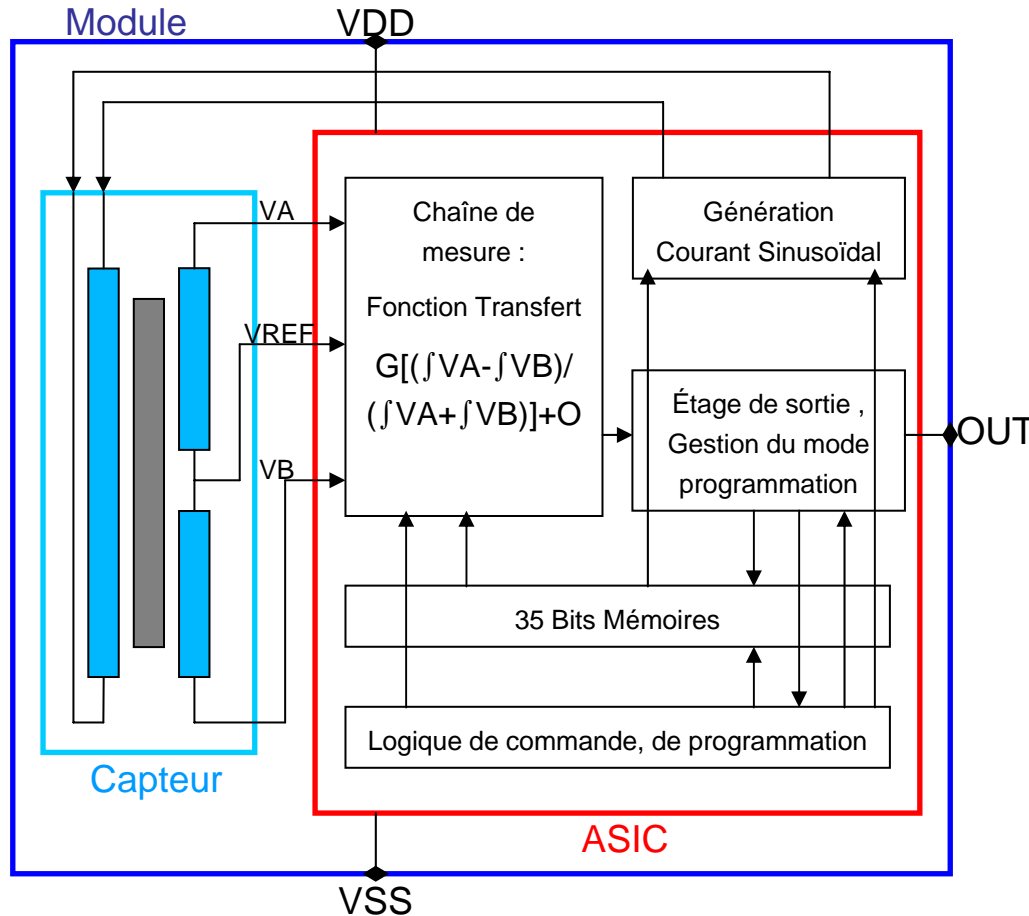 Module
VDD
VA
Chaîne de
mesure :
Fonction Transfert
G[(∫VA-∫VB)/
(∫VA+∫VB)]+O
Génération
Courant Sinusoïdal
VREF
VB
Étage de sortie ,
Gestion du mode
programmation
OUT
35 Bits Mémoires
Logique de commande, de programmation
Capteur
ASIC
VSS